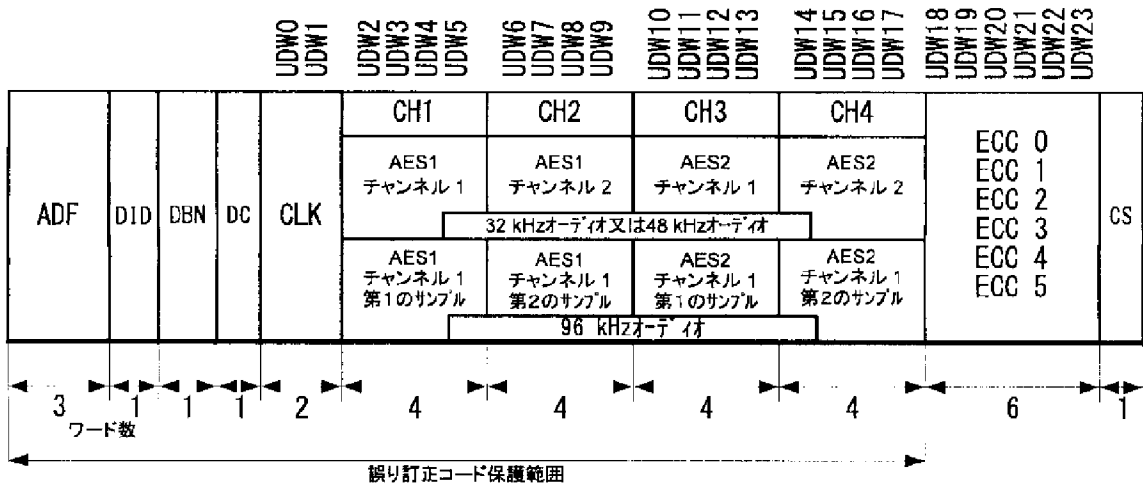 UDW0
UDW1
UDW2
UDW3
UDW4
UDW5
UDW6
UDW7
UDW8
UDW9
UDW10
UDW11
UDW12
UDW13
UDW14
UDW15
UDW16
UDW17
UDW18
UDW19
UDW20
UDW21
UDW22
UDW23
ADF
DID
DBN
DC
CLK
CH1
CH2
CH3
CH4
AES1
チャンネル 1
AES1
チャンネル 2
AES2
チャンネル 1
AES2
チャンネル 2
32 kHzオーディオ又は48 kHzオーディオ
AES1
チャンネル 1
第1のサンプル
AES1
チャンネル 1
第2のサンプル
AES2
チャンネル 1
第1のサンプル
AES2
チャンネル 1
第2のサンプル
96 kHzオーディオ
ECC 0
ECC 1
ECC 2
ECC 3
ECC 4
ECC 5
CS
3
1
1
1
2
4
4
4
4
6
1
ワード数
誤り訂正コード保護範囲